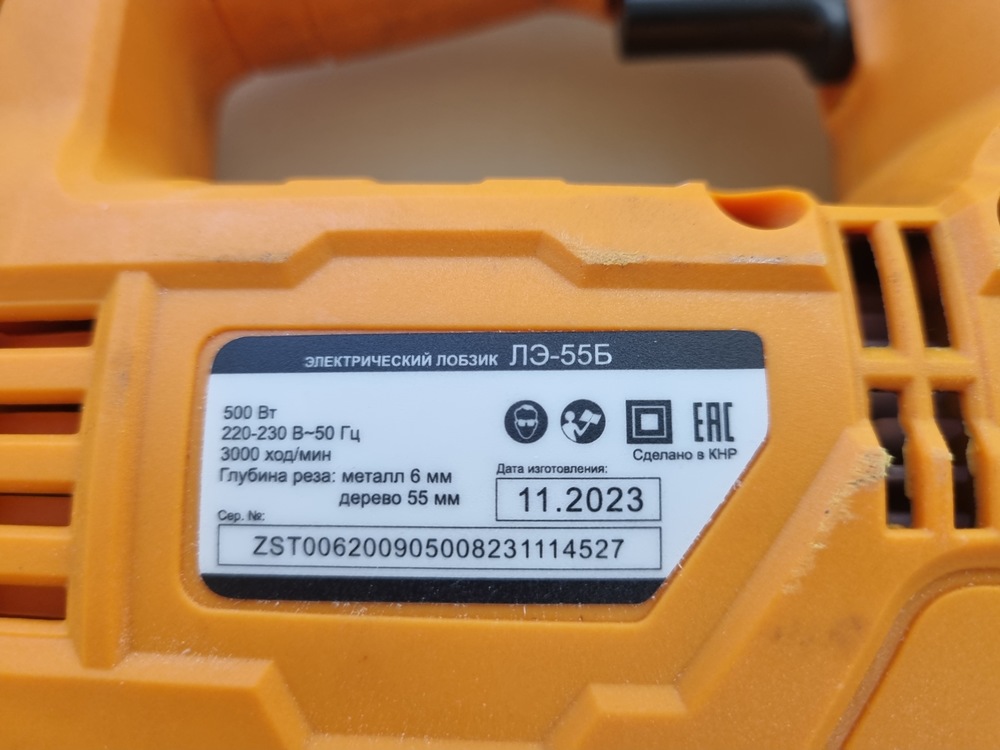 ЭЛЕКТРИЧЕСКИЙ ЛОБЗИК ЛЭ-55Б
500 Вт
220-230 В~50 Гц
3000 ход/мин
Глубина реза: металл 6 мм
дерево 55 мм
EAC
Сделано в КНР
Дата изготовления:
11.2023
Сер. №:
ZST006200905008231114527